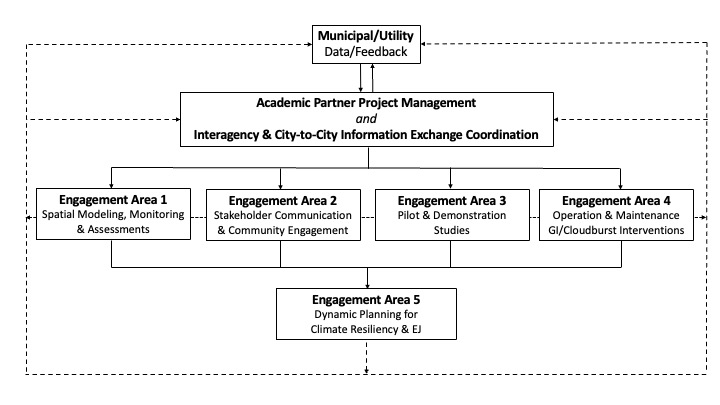 Municipal/Utility
Data/Feedback
Academic Partner Project Management
and
Interagency & City-to-City Information Exchange Coordination
Engagement Area 1
Spatial Modeling, Monitoring
& Assessments
Engagement Area 2
Stakeholder Communication
& Community Engagement
Engagement Area 3
Pilot & Demonstration
Studies
Engagement Area 4
Operation & Maintenance
GI/Cloudburst Interventions
Engagement Area 5
Dynamic Planning for
Climate Resiliency & EJ